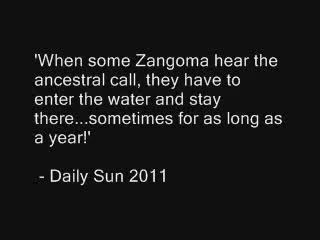 'When some Zangoma hear the
ancestral call, they have to
enter the water and stay
there...sometimes for as long as
a year!'
- Daily Sun 2011